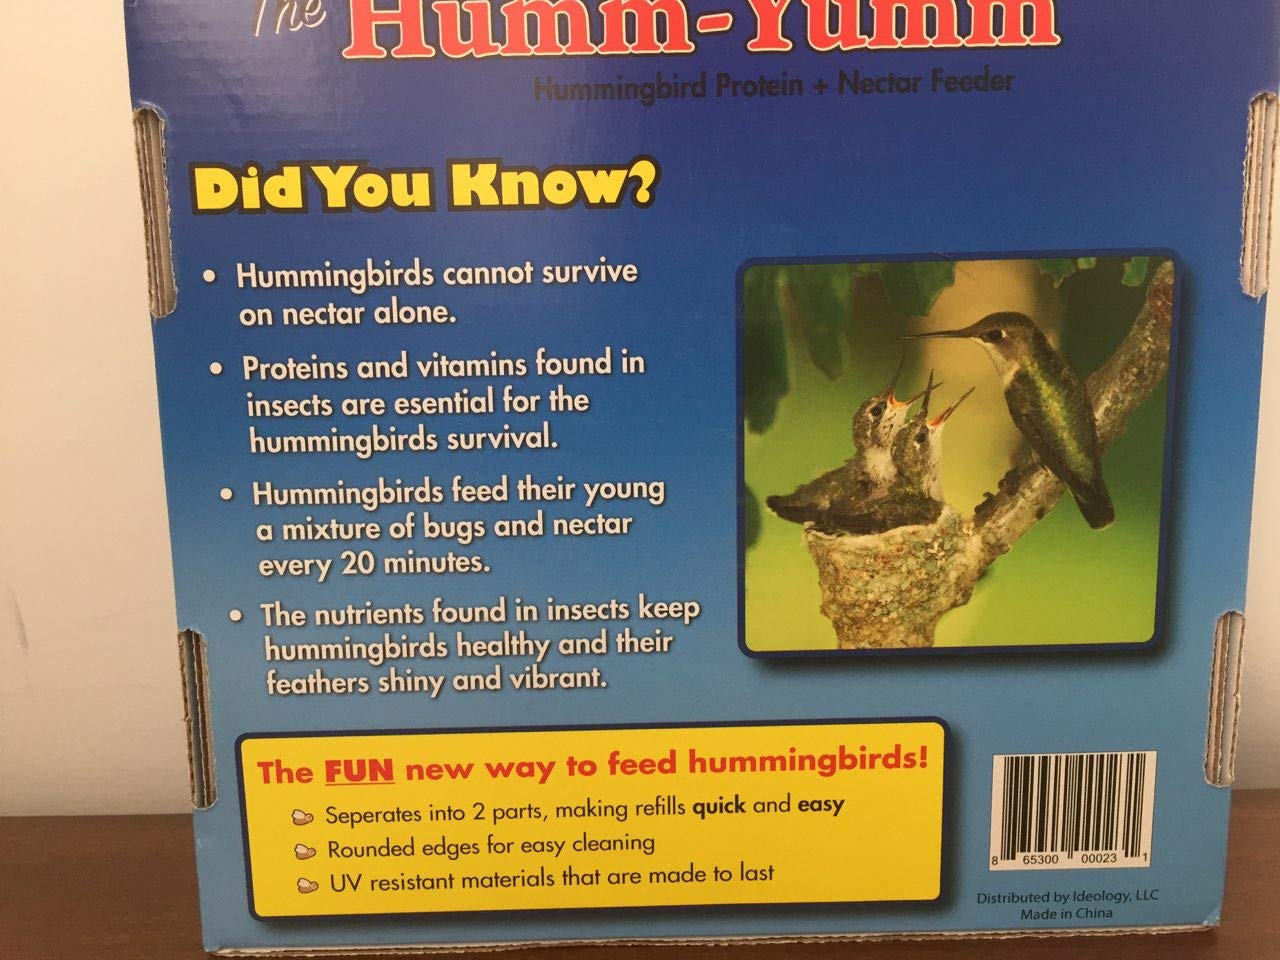 The Humm-Yumm
Hummingbird Protein + Nectar Feeder
Did You Know?
• Hummingbirds cannot survive
on nectar alone.
• Proteins and vitamins found in
insects are esential for the
hummingbirds survival.
• Hummingbirds feed their young
a mixture of bugs and nectar
every 20 minutes.
• The nutrients found in insects keep
hummingbirds healthy and their
feathers shiny and vibrant.
The FUN new way to feed hummingbirds!
Seperates into 2 parts, making refills quick and easy
Rounded edges for easy cleaning
UV resistant materials that are made to last
8 65300 00023 1
Distributed by Ideology, LLC
Made in China